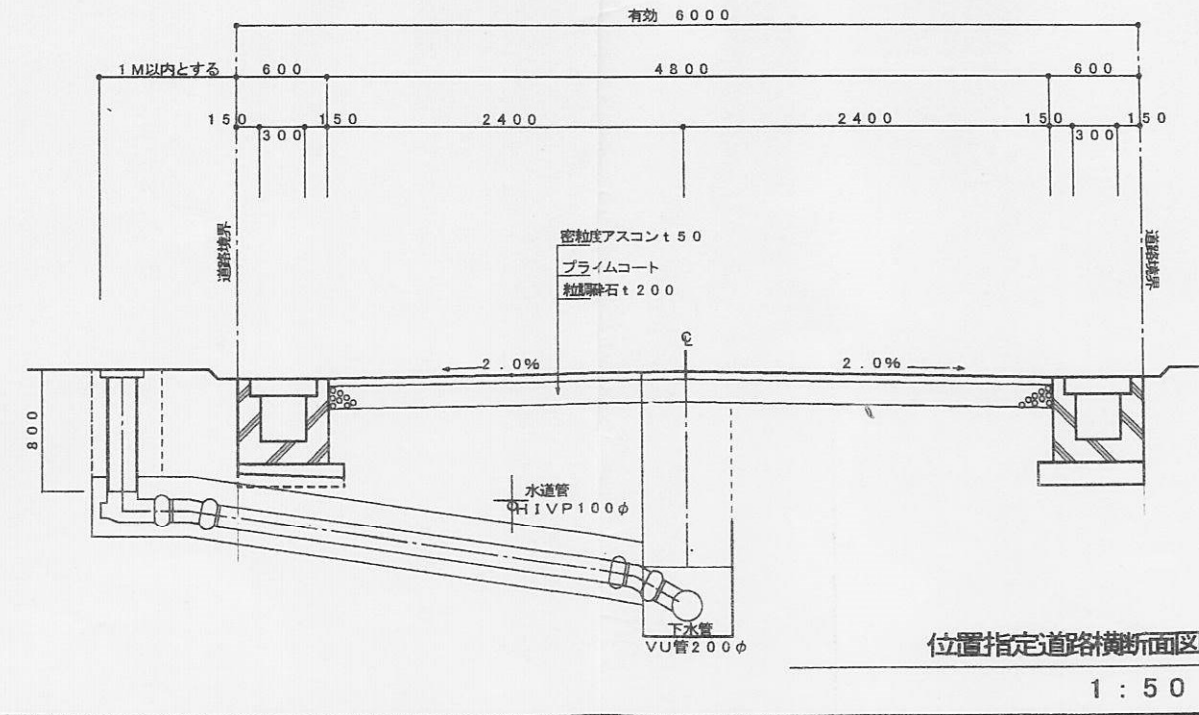 有効 6000
1M以内とする 600 4800 600
150 300 150 2400 2400 150 300 150
道路境界
道路境界
密粒度アスコンt50
プライムコート
粒調砕石t200
℄
2.0% 2.0%
800
水道管
HIVP100φ
下水管
VU管200φ
位置指定道路横断面図
1:50